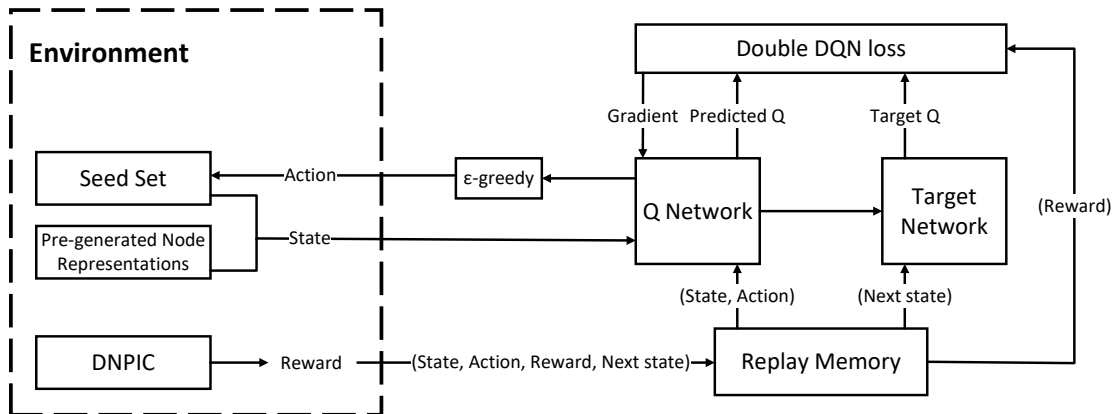 Environment
Double DQN loss
Gradient
Predicted Q
Target Q
Seed Set
Action
ε-greedy
Q Network
Target
Network
(Reward)
Pre-generated Node
Representations
State
(State, Action)
(Next state)
DNPIC
Reward
(State, Action, Reward, Next state)
Replay Memory